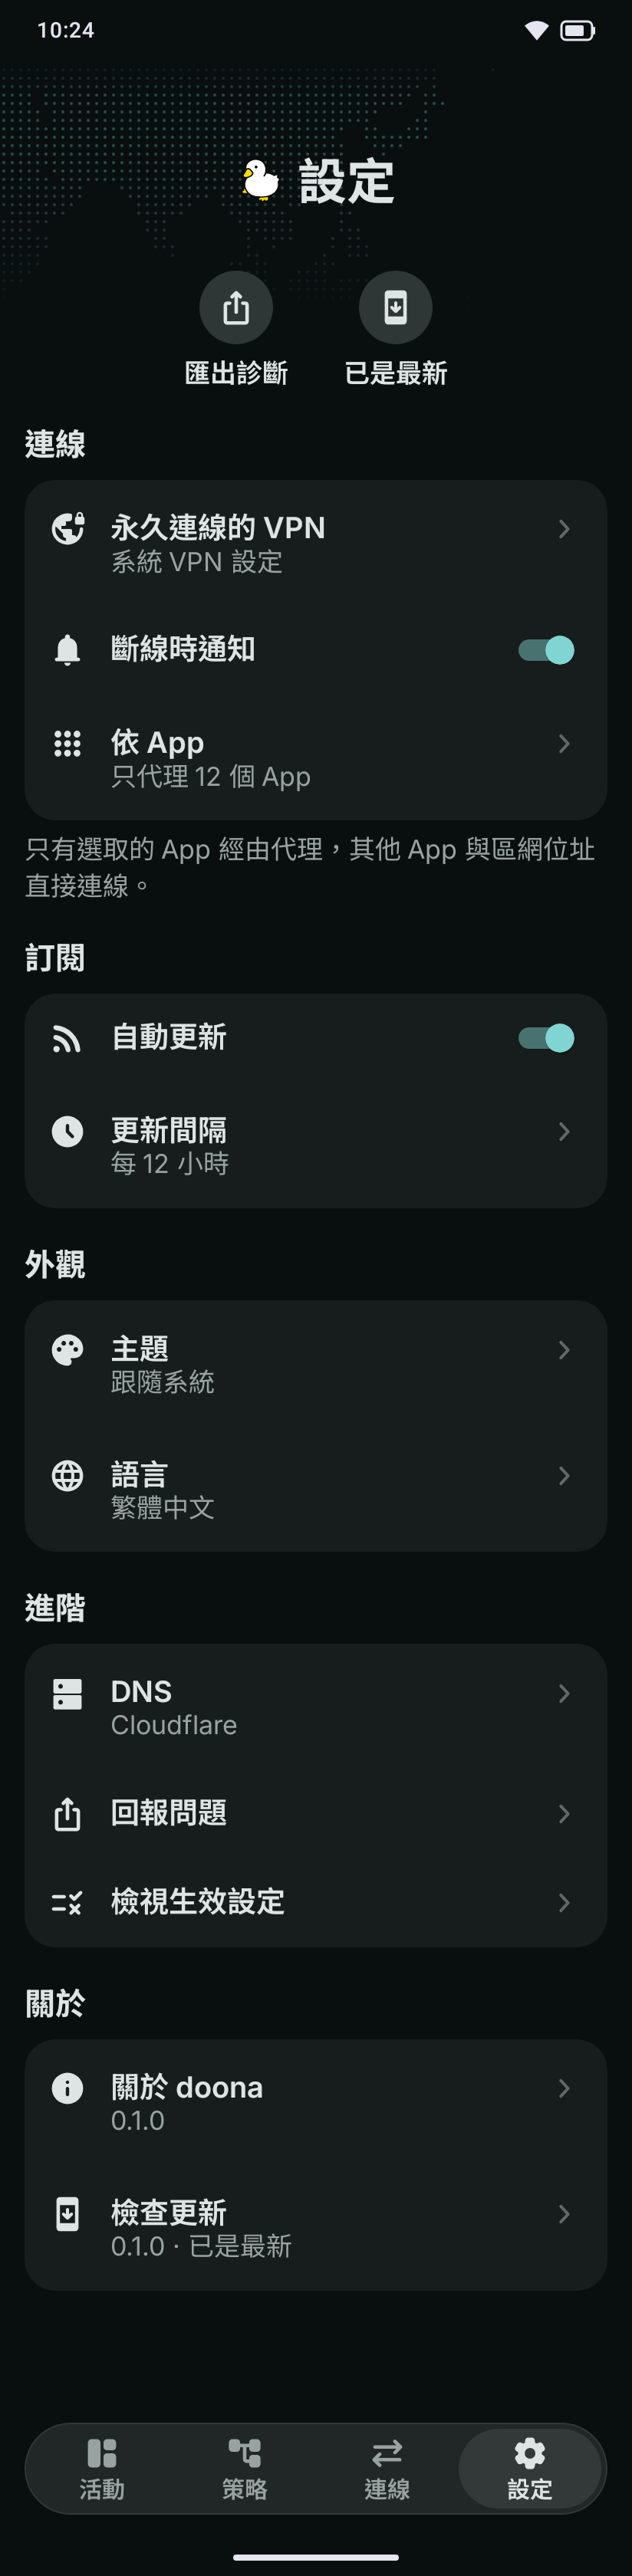 10:24
設定
匯出診斷
已是最新
連線
永久連線的 VPN
系統 VPN 設定
斷線時通知
依 App
只代理 12 個 App
只有選取的 App 經由代理，其他 App 與區網位址
直接連線。
訂閱
自動更新
更新間隔
每 12 小時
外觀
主題
跟隨系統
語言
繁體中文
進階
DNS
Cloudflare
回報問題
檢視生效設定
關於
關於 doona
0.1.0
檢查更新
0.1.0 · 已是最新
活動
策略
連線
設定